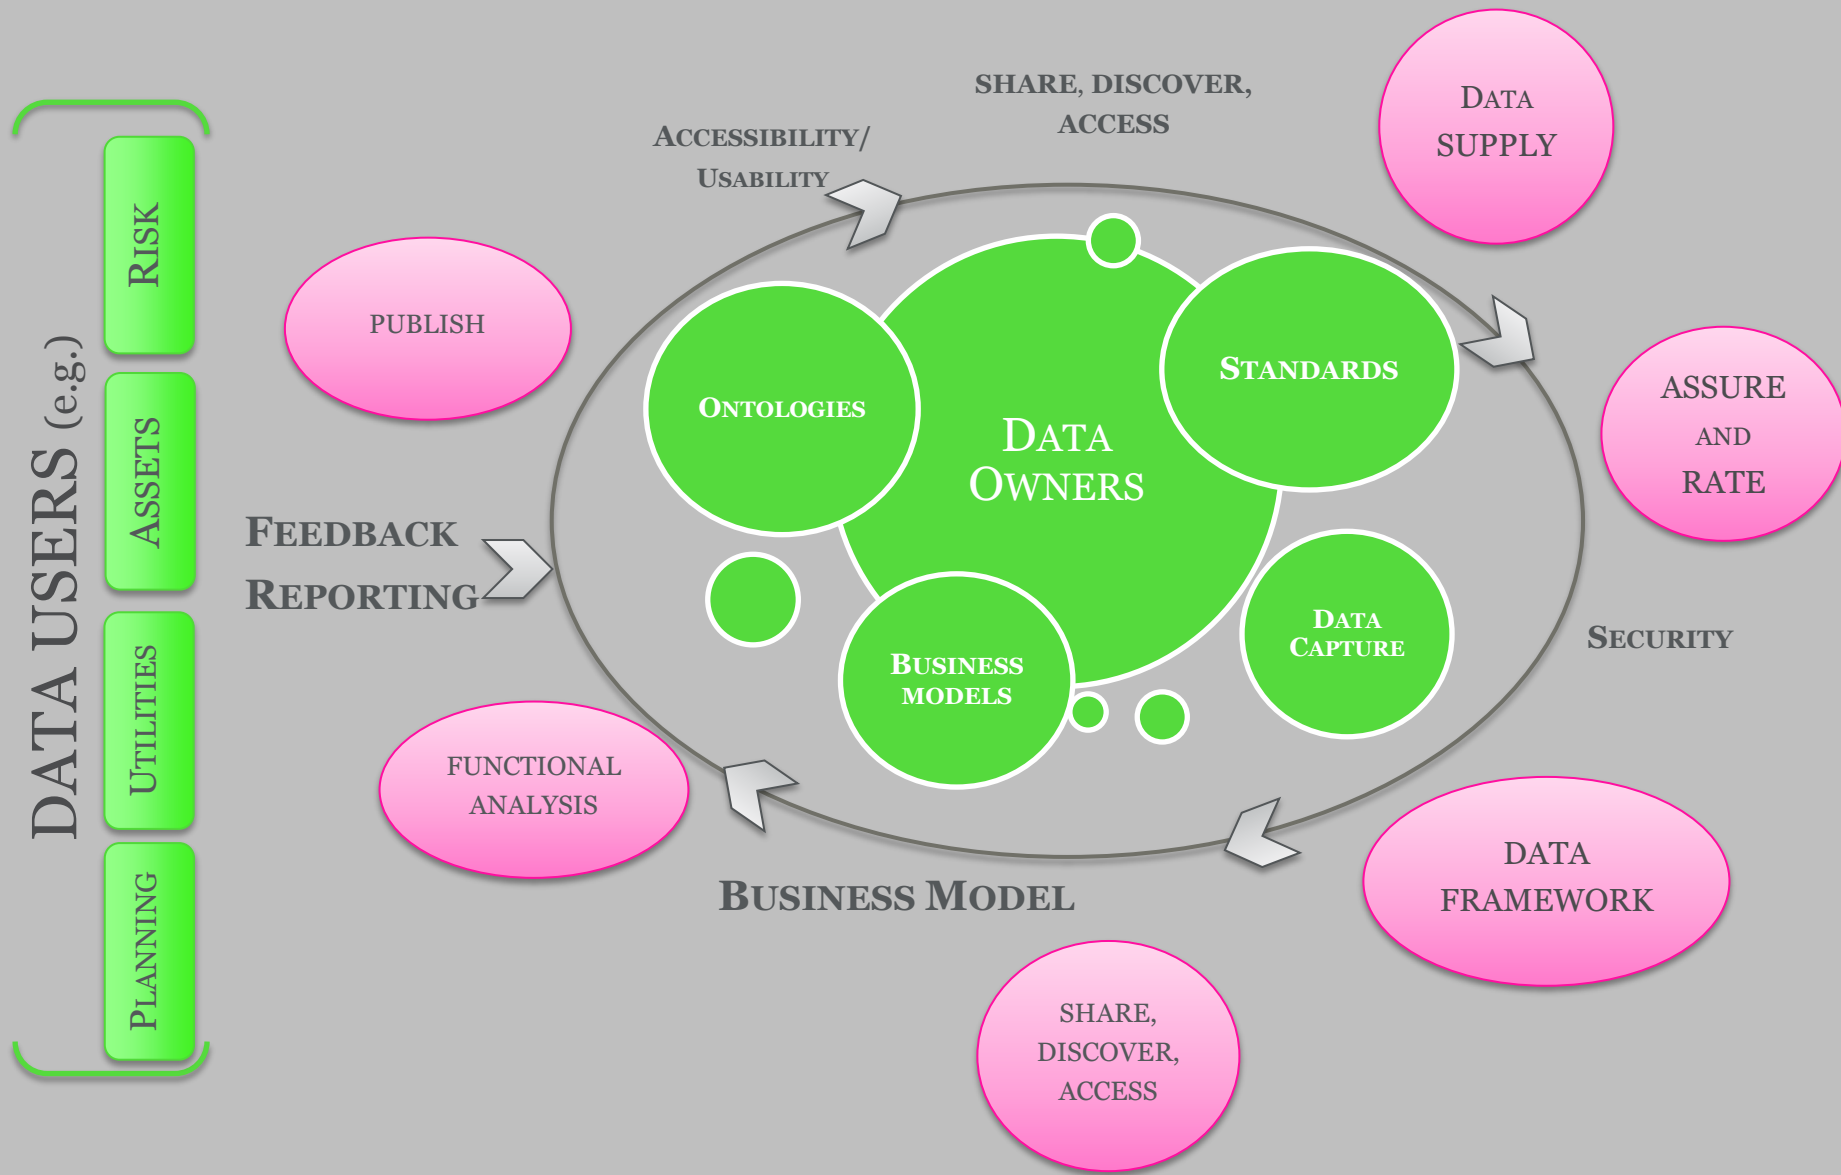 DATA USERS (e.g.)
RISK
ASSETS
UTILITIES
PLANNING
FEEDBACK
REPORTING
PUBLISH
ACCESSIBILITY/
USABILITY
SHARE, DISCOVER,
ACCESS
DATA
SUPPLY
ASSURE
AND
RATE
SECURITY
DATA
FRAMEWORK
SHARE,
DISCOVER,
ACCESS
BUSINESS MODEL
FUNCTIONAL
ANALYSIS
ONTOLOGIES
DATA
OWNERS
STANDARDS
DATA
CAPTURE
BUSINESS
MODELS